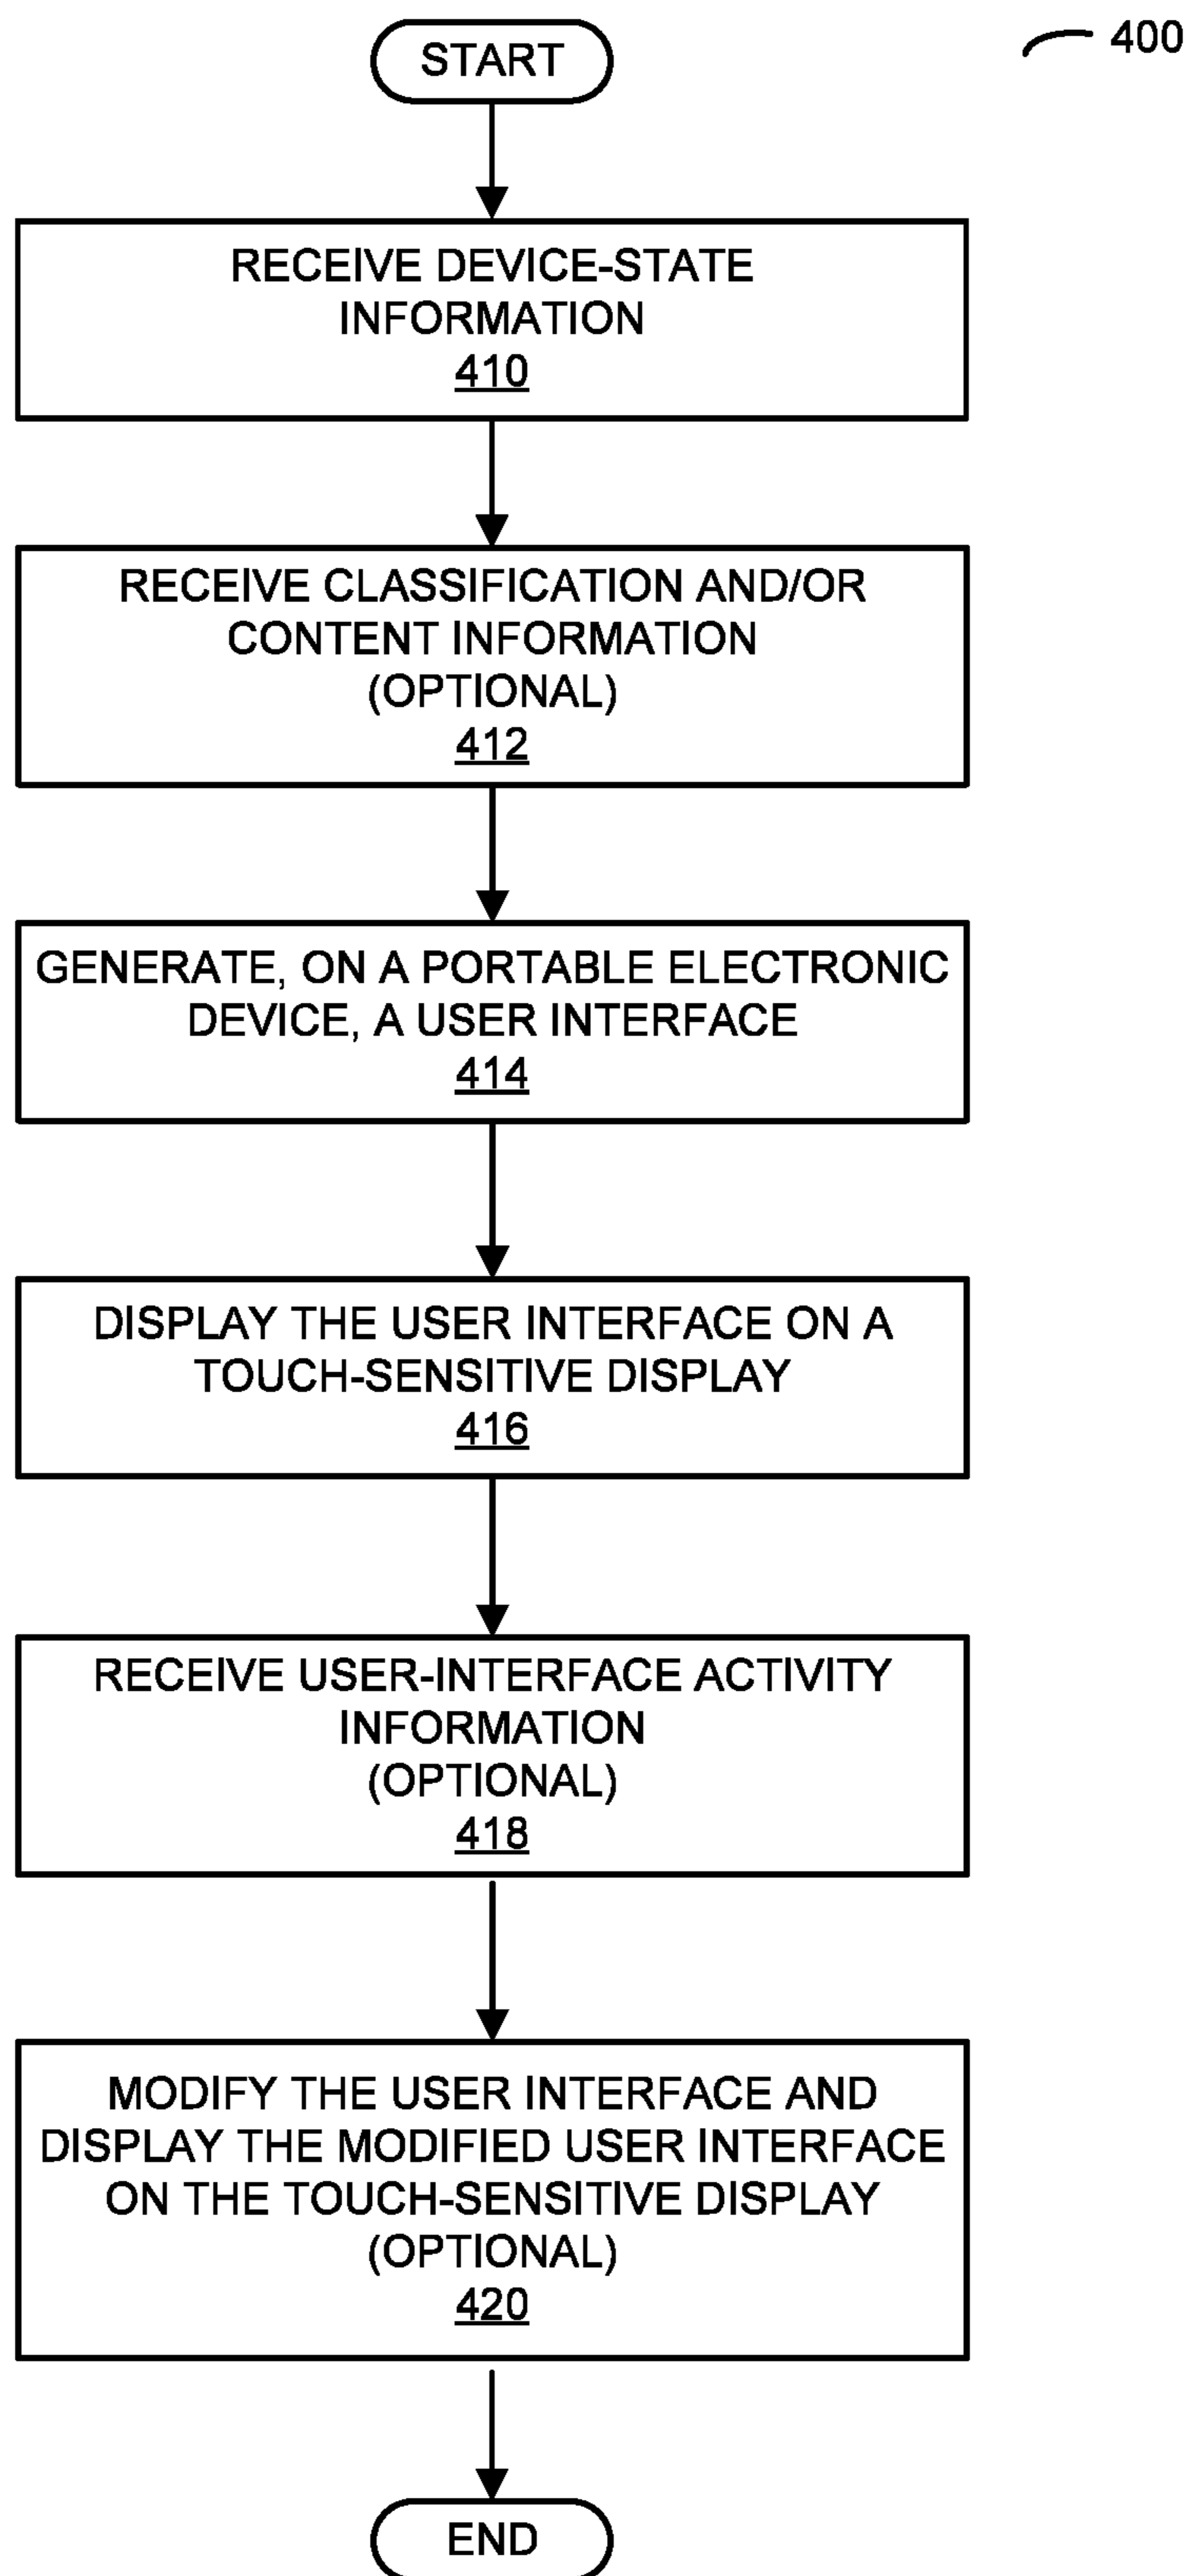 START
400
RECEIVE DEVICE-STATE
INFORMATION
410
RECEIVE CLASSIFICATION AND/OR
CONTENT INFORMATION
(OPTIONAL)
412
GENERATE, ON A PORTABLE ELECTRONIC
DEVICE, A USER INTERFACE
414
DISPLAY THE USER INTERFACE ON A
TOUCH-SENSITIVE DISPLAY
416
RECEIVE USER-INTERFACE ACTIVITY
INFORMATION
(OPTIONAL)
418
MODIFY THE USER INTERFACE AND
DISPLAY THE MODIFIED USER INTERFACE
ON THE TOUCH-SENSITIVE DISPLAY
(OPTIONAL)
420
END